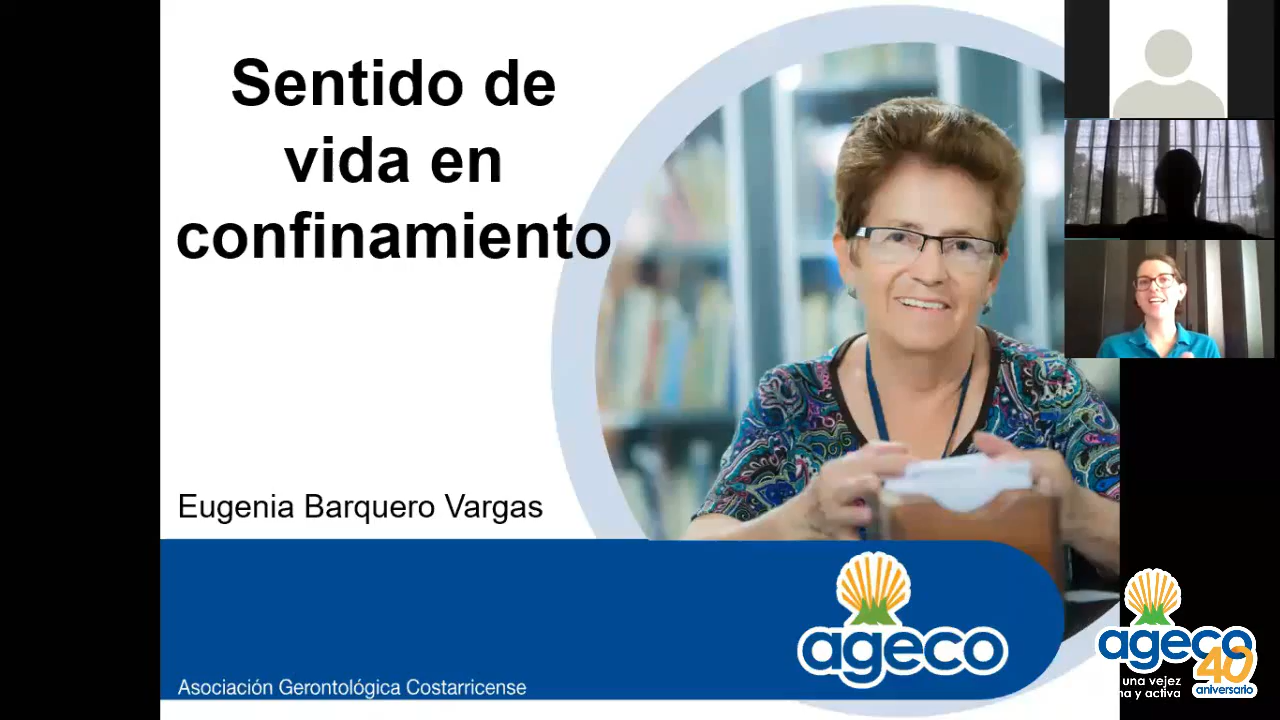 Sentido de
vida en
confinamiento
Eugenia Barquero Vargas
ageco
Asociación Gerontológica Costarricense
ageco
40
una vejez
na y activa
aniversario